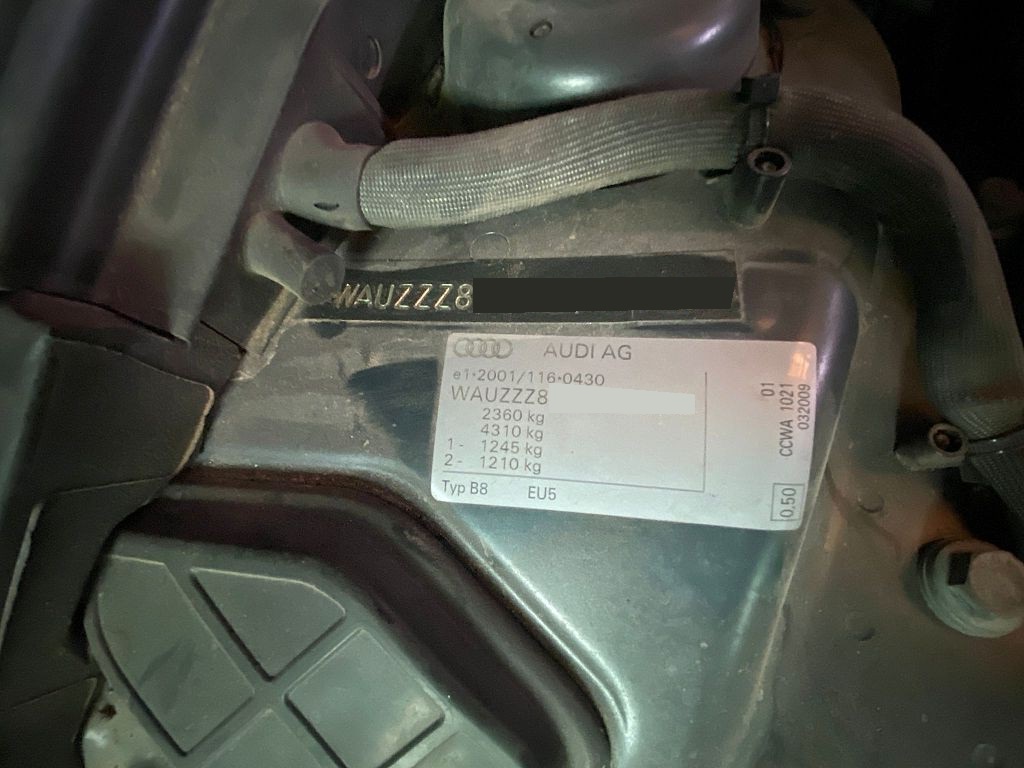 WAUZZZ8
AUDI AG
e1*2001/116*0430
WAUZZZ8
2360 kg
4310 kg
1- 1245 kg
2- 1210 kg
Typ B8 EU5
01
CCWA 1021
032009
0.50